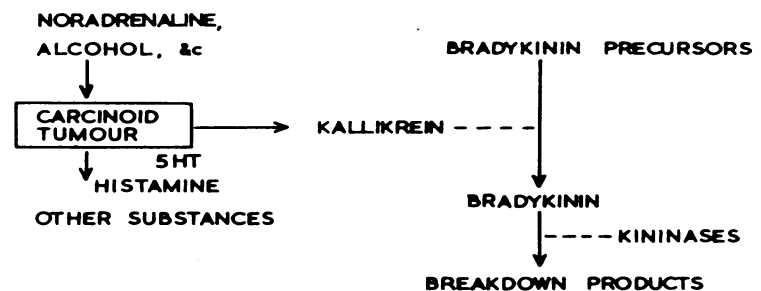 NORADRENALINE,
ALCOHOL, &c
CARCINOID
TUMOUR
5HT
HISTAMINE
OTHER SUBSTANCES
KALLIKREIN
BRADYKININ PRECURSORS
BRADYKININ
KININASES
BREAKDOWN PRODUCTS